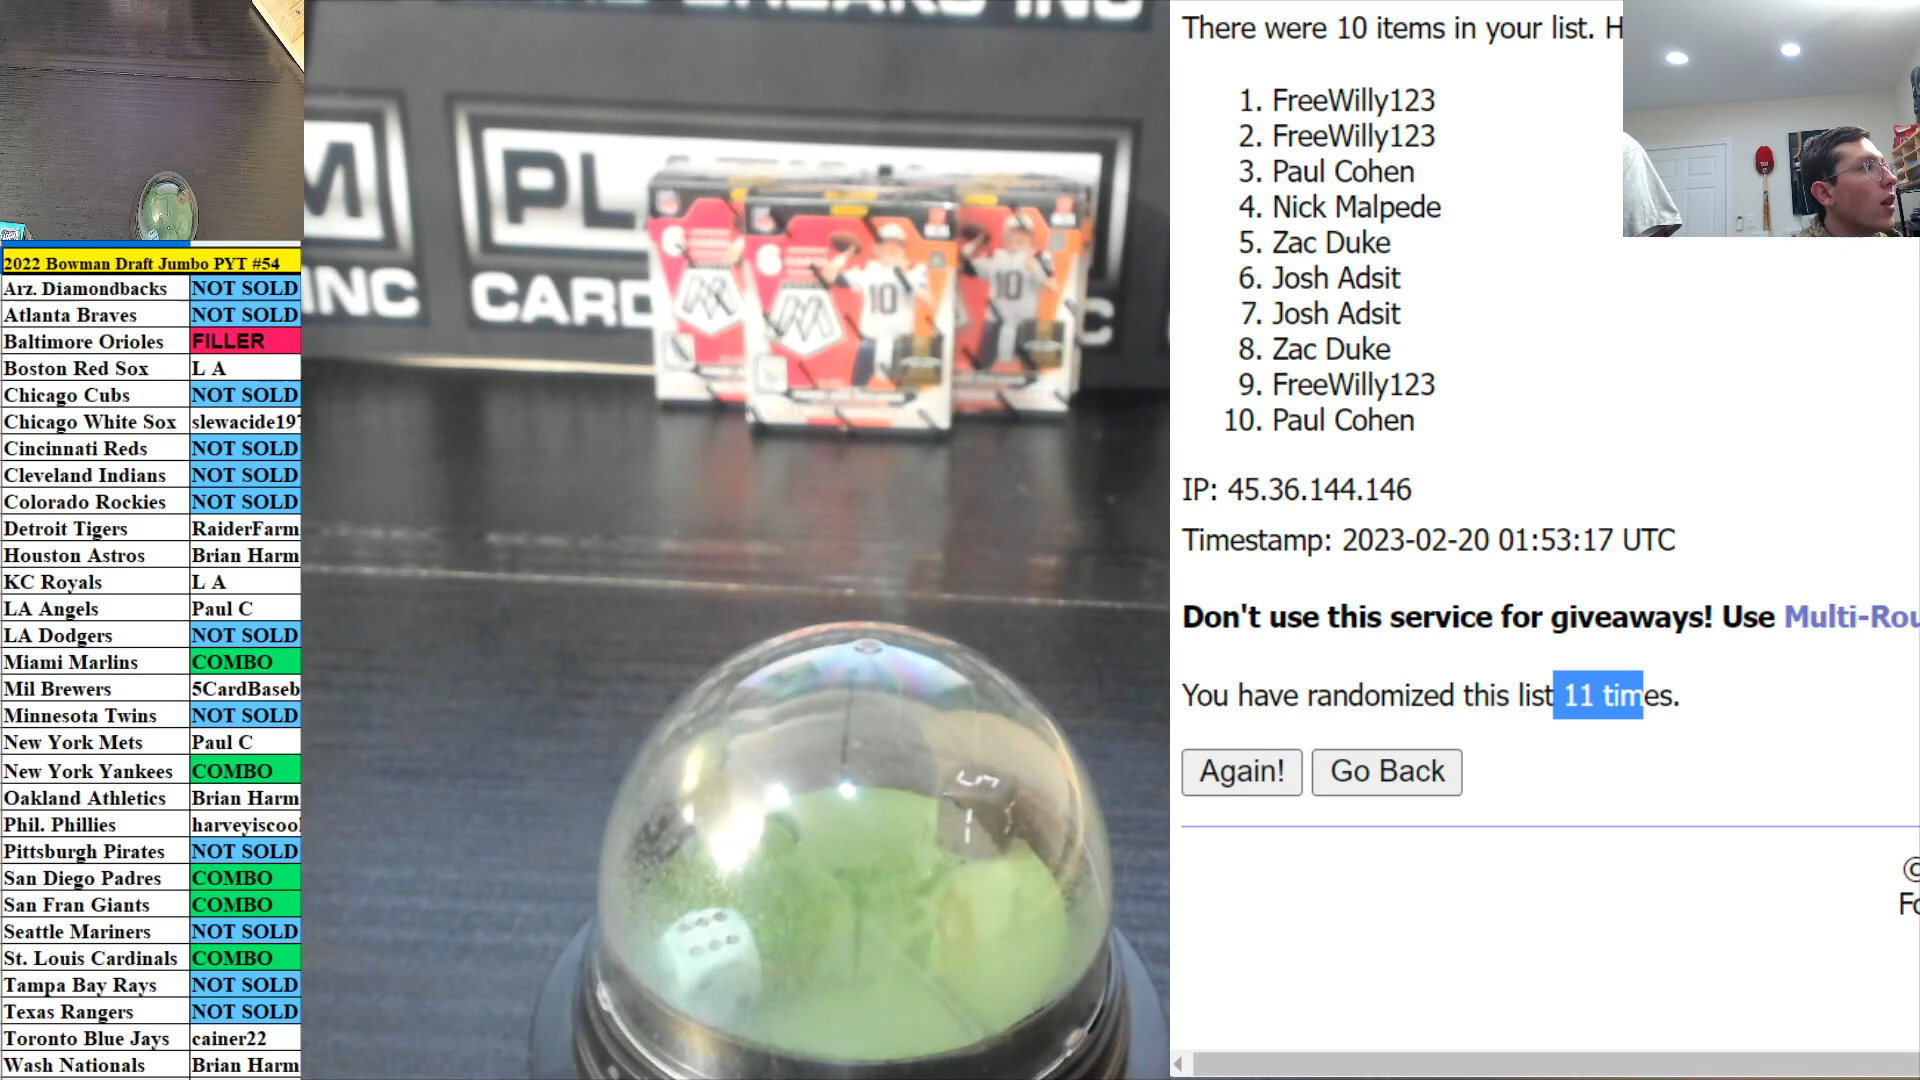 2022 Bowman Draft Jumbo PYT #54
Arz. Diamondbacks NOT SOLD
Atlanta Braves NOT SOLD
Baltimore Orioles FILLER
Boston Red Sox L A
Chicago Cubs NOT SOLD
Chicago White Sox slewacide197
Cincinnati Reds NOT SOLD
Cleveland Indians NOT SOLD
Colorado Rockies NOT SOLD
Detroit Tigers RaiderFarm
Houston Astros Brian Harm
KC Royals L A
LA Angels Paul C
LA Dodgers NOT SOLD
Miami Marlins COMBO
Mil Brewers 5CardBaseb
Minnesota Twins NOT SOLD
New York Mets Paul C
New York Yankees COMBO
Oakland Athletics Brian Harm
Phil. Phillies harveyiscool
Pittsburgh Pirates NOT SOLD
San Diego Padres COMBO
San Fran Giants COMBO
Seattle Mariners NOT SOLD
St. Louis Cardinals COMBO
Tampa Bay Rays NOT SOLD
Texas Rangers NOT SOLD
Toronto Blue Jays cainer22
Wash Nationals Brian Harm
INC
M
INC
PL
CARD
C
10
10
There were 10 items in your list. H
1. FreeWilly123
2. FreeWilly123
3. Paul Cohen
4. Nick Malpede
5. Zac Duke
6. Josh Adsit
7. Josh Adsit
8. Zac Duke
9. FreeWilly123
10. Paul Cohen
IP: 45.36.144.146
Timestamp: 2023-02-20 01:53:17 UTC
Don't use this service for giveaways! Use Multi-Rou
You have randomized this list 11 times.
Again! Go Back
©
Fo